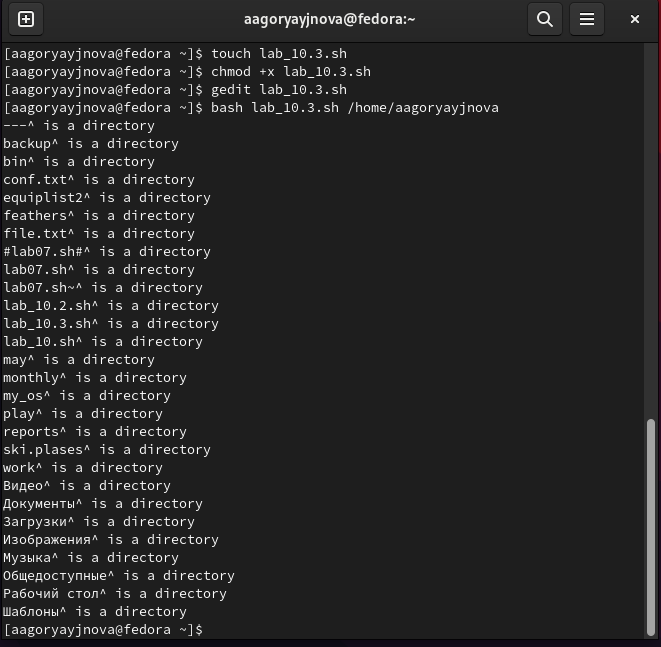 aagoryayjnova@fedora:~
[aagoryayjnova@fedora ~]$ touch lab_10.3.sh
[aagoryayjnova@fedora ~]$ chmod +x lab_10.3.sh
[aagoryayjnova@fedora ~]$ gedit lab_10.3.sh
[aagoryayjnova@fedora ~]$ bash lab_10.3.sh /home/aagoryayjnova
---^ is a directory
backup^ is a directory
bin^ is a directory
conf.txt^ is a directory
equiplist2^ is a directory
feathers^ is a directory
file.txt^ is a directory
#lab07.sh#^ is a directory
lab07.sh^ is a directory
lab07.sh~^ is a directory
lab_10.2.sh^ is a directory
lab_10.3.sh^ is a directory
lab_10.sh^ is a directory
may^ is a directory
monthly^ is a directory
my_os^ is a directory
play^ is a directory
reports^ is a directory
ski.plases^ is a directory
work^ is a directory
Видео^ is a directory
Документы^ is a directory
Загрузки^ is a directory
Изображения^ is a directory
Музыка^ is a directory
Общедоступные^ is a directory
Рабочий стол^ is a directory
Шаблоны^ is a directory
[aagoryayjnova@fedora ~]$